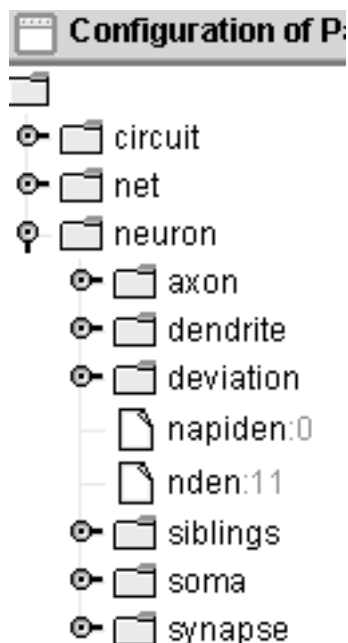 Configuration of
circuit
net
neuron
axon
dendrite
deviation
napiden:0
nden:11
siblings
soma
synapse